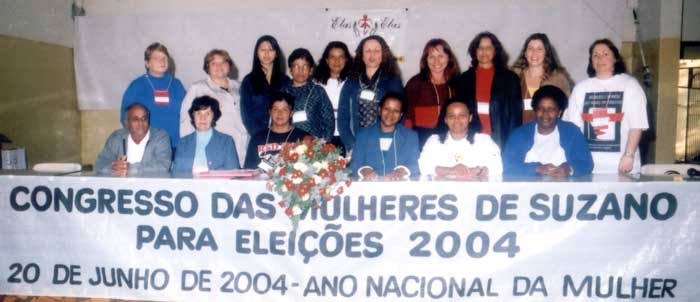 Elas Elas
CONGRESSO DAS MULHERES DE SUZANO
PARA ELEIÇÕES 2004
20 DE JUNHO DE 2004 - ANO NACIONAL DA MULHER